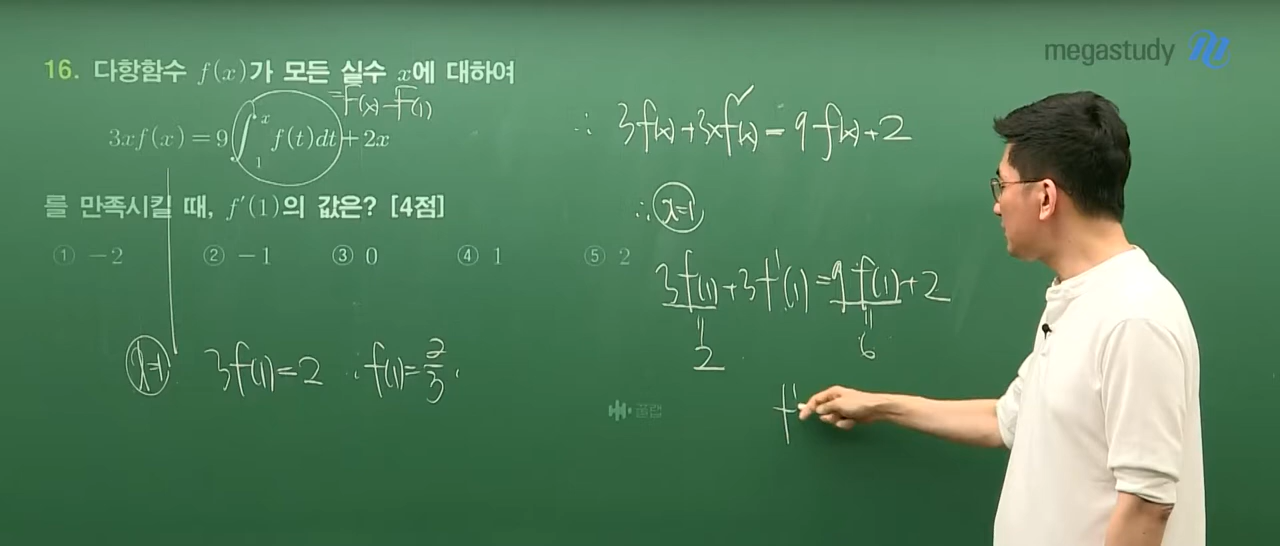 megastudy
16. 다항함수 f(x)가 모든 실수 x에 대하여
=F(x)-F(1)
3xf(x)=9∫₁ˣ f(t)dt+2x
를 만족시킬 때, f′(1)의 값은? [4점]
① -2 ② -1 ③ 0 ④ 1 ⑤ 2
x=1 3f(1)=2 ∴ f(1)=2/3.
∴ 3f(x)+3xf′(x)=9f(x)+2
∴ x=1
3f(1)+3f′(1)=9f(1)+2
=2 =6
f′
풀랩